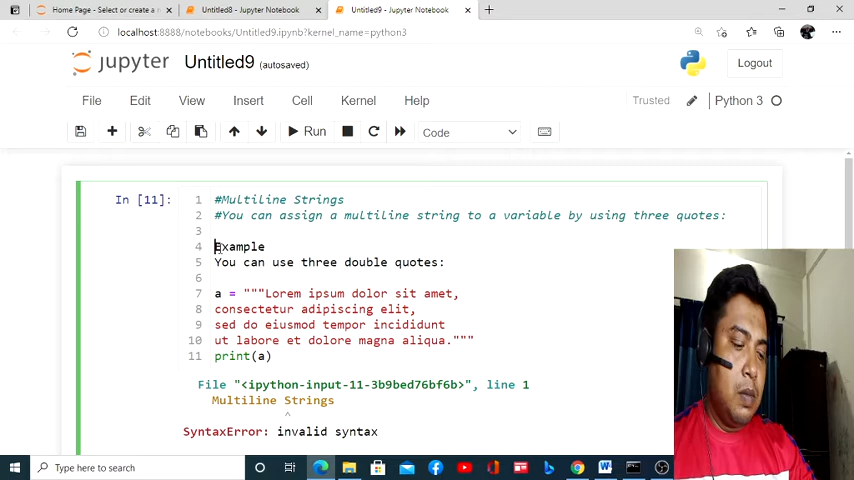 Home Page - Select or create a n
Untitled8 - Jupyter Notebook
Untitled9 - Jupyter Notebook
localhost:8888/notebooks/Untitled9.ipynb?kernel_name=python3
jupyter Untitled9 (autosaved)
Logout
File Edit View Insert Cell Kernel Help
Trusted
Python 3
Run
Code
In [11]:
1 #Multiline Strings
2 #You can assign a multiline string to a variable by using three quotes:
3
4 Example
5 You can use three double quotes:
6
7 a = """Lorem ipsum dolor sit amet,
8 consectetur adipiscing elit,
9 sed do eiusmod tempor incididunt
10 ut labore et dolore magna aliqua."""
11 print(a)
File "<ipython-input-11-3b9bed76bf6b>", line 1
Multiline Strings
^
SyntaxError: invalid syntax
Type here to search